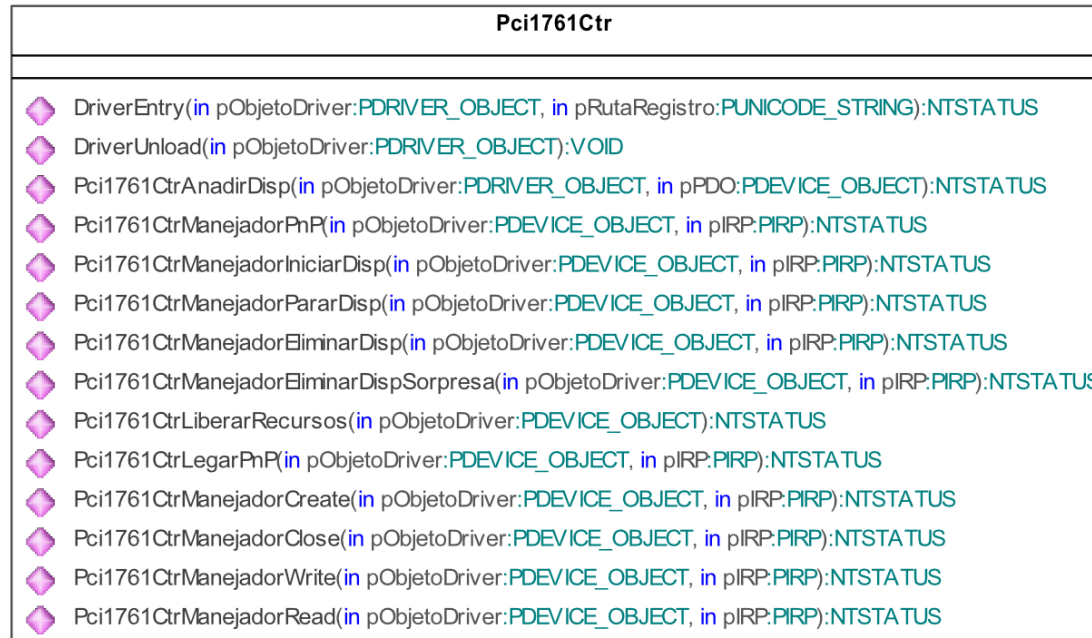 Pci1761Ctr
DriverEntry(in pObjetoDriver:PDRIVER_OBJECT, in pRutaRegistro:PUNICODE_STRING):NTSTATUS
DriverUnload(in pObjetoDriver:PDRIVER_OBJECT):VOID
Pci1761CtrAnadirDisp(in pObjetoDriver:PDRIVER_OBJECT, in pPDO:PDEVICE_OBJECT):NTSTATUS
Pci1761CtrManejadorPnP(in pObjetoDriver:PDEVICE_OBJECT, in pIRP:PIRP):NTSTATUS
Pci1761CtrManejadorIniciarDisp(in pObjetoDriver:PDEVICE_OBJECT, in pIRP:PIRP):NTSTATUS
Pci1761CtrManejadorPararDisp(in pObjetoDriver:PDEVICE_OBJECT, in pIRP:PIRP):NTSTATUS
Pci1761CtrManejadorEliminarDisp(in pObjetoDriver:PDEVICE_OBJECT, in pIRP:PIRP):NTSTATUS
Pci1761CtrManejadorEliminarDispSorpresa(in pObjetoDriver:PDEVICE_OBJECT, in pIRP:PIRP):NTSTATUS
Pci1761CtrLiberarRecursos(in pObjetoDriver:PDEVICE_OBJECT):NTSTATUS
Pci1761CtrLegarPnP(in pObjetoDriver:PDEVICE_OBJECT, in pIRP:PIRP):NTSTATUS
Pci1761CtrManejadorCreate(in pObjetoDriver:PDEVICE_OBJECT, in pIRP:PIRP):NTSTATUS
Pci1761CtrManejadorClose(in pObjetoDriver:PDEVICE_OBJECT, in pIRP:PIRP):NTSTATUS
Pci1761CtrManejadorWrite(in pObjetoDriver:PDEVICE_OBJECT, in pIRP:PIRP):NTSTATUS
Pci1761CtrManejadorRead(in pObjetoDriver:PDEVICE_OBJECT, in pIRP:PIRP):NTSTATUS